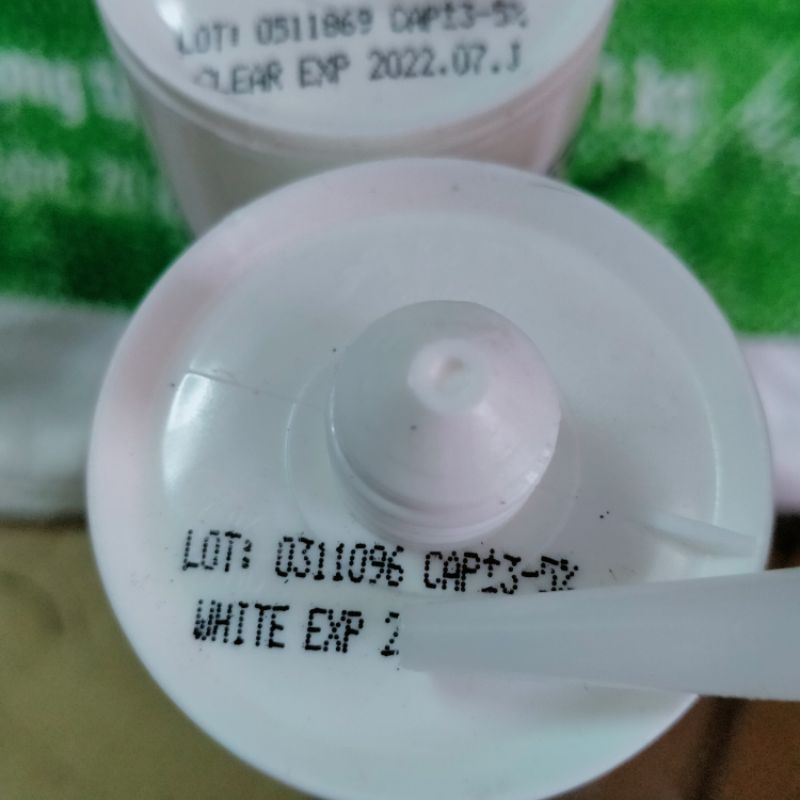 LOT: 0511869 CAP±3-5%
CLEAR EXP 2022.07.J
LOT: 0311096 CAP±3-5%
WHITE EXP 2